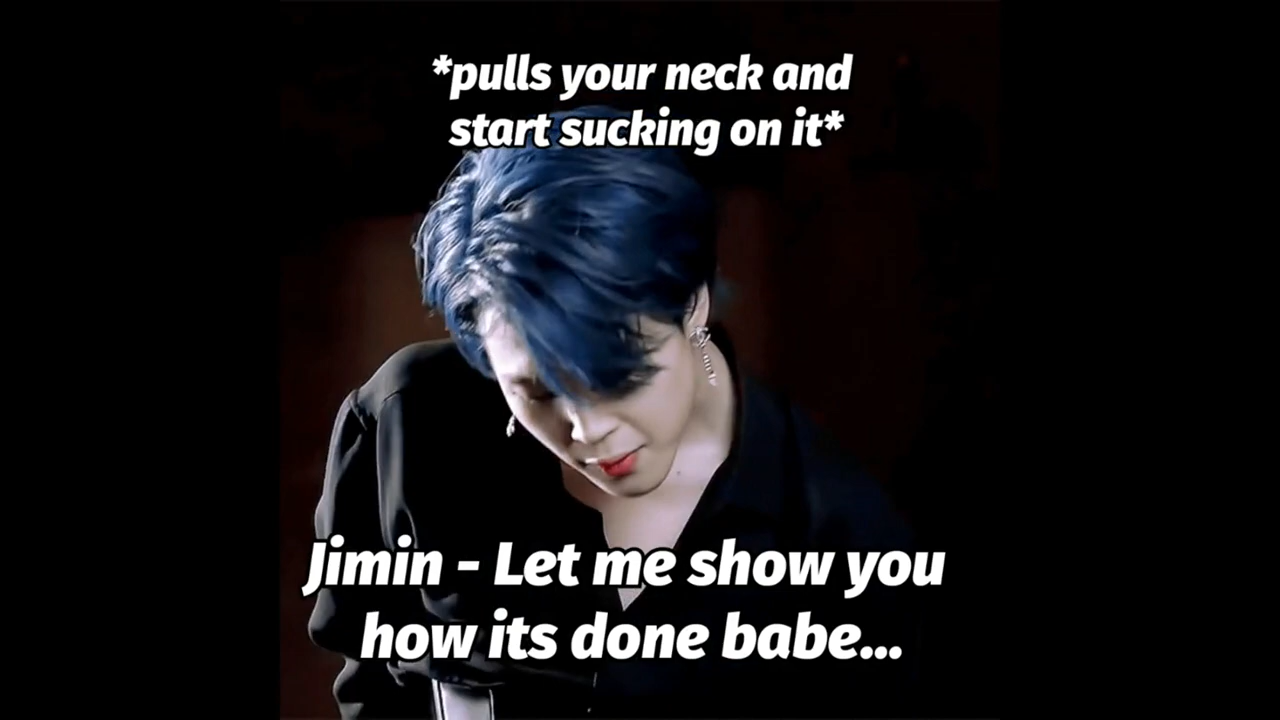 *pulls your neck and
start sucking on it*
Jimin - Let me show you
how its done babe...